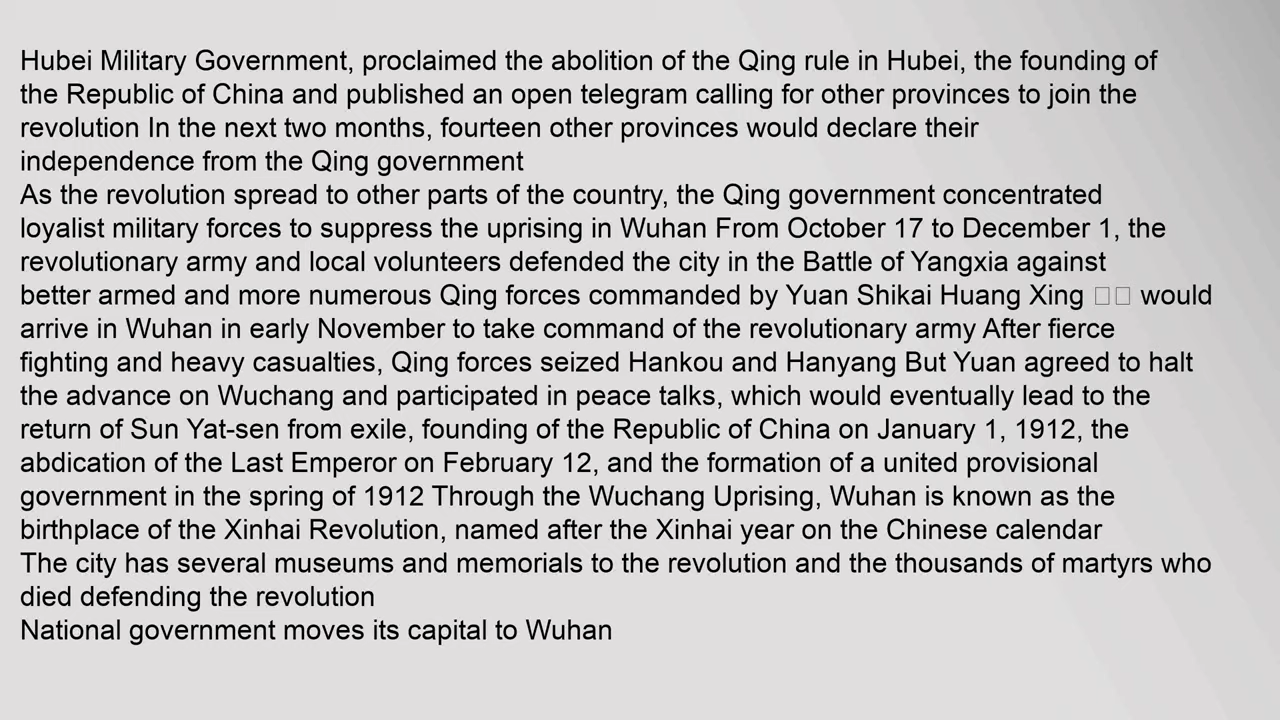 Hubei Military Government, proclaimed the abolition of the Qing rule in Hubei, the founding of
the Republic of China and published an open telegram calling for other provinces to join the
revolution In the next two months, fourteen other provinces would declare their
independence from the Qing government
As the revolution spread to other parts of the country, the Qing government concentrated
loyalist military forces to suppress the uprising in Wuhan From October 17 to December 1, the
revolutionary army and local volunteers defended the city in the Battle of Yangxia against
better armed and more numerous Qing forces commanded by Yuan Shikai Huang Xing □□ would
arrive in Wuhan in early November to take command of the revolutionary army After fierce
fighting and heavy casualties, Qing forces seized Hankou and Hanyang But Yuan agreed to halt
the advance on Wuchang and participated in peace talks, which would eventually lead to the
return of Sun Yat-sen from exile, founding of the Republic of China on January 1, 1912, the
abdication of the Last Emperor on February 12, and the formation of a united provisional
government in the spring of 1912 Through the Wuchang Uprising, Wuhan is known as the
birthplace of the Xinhai Revolution, named after the Xinhai year on the Chinese calendar
The city has several museums and memorials to the revolution and the thousands of martyrs who
died defending the revolution
National government moves its capital to Wuhan